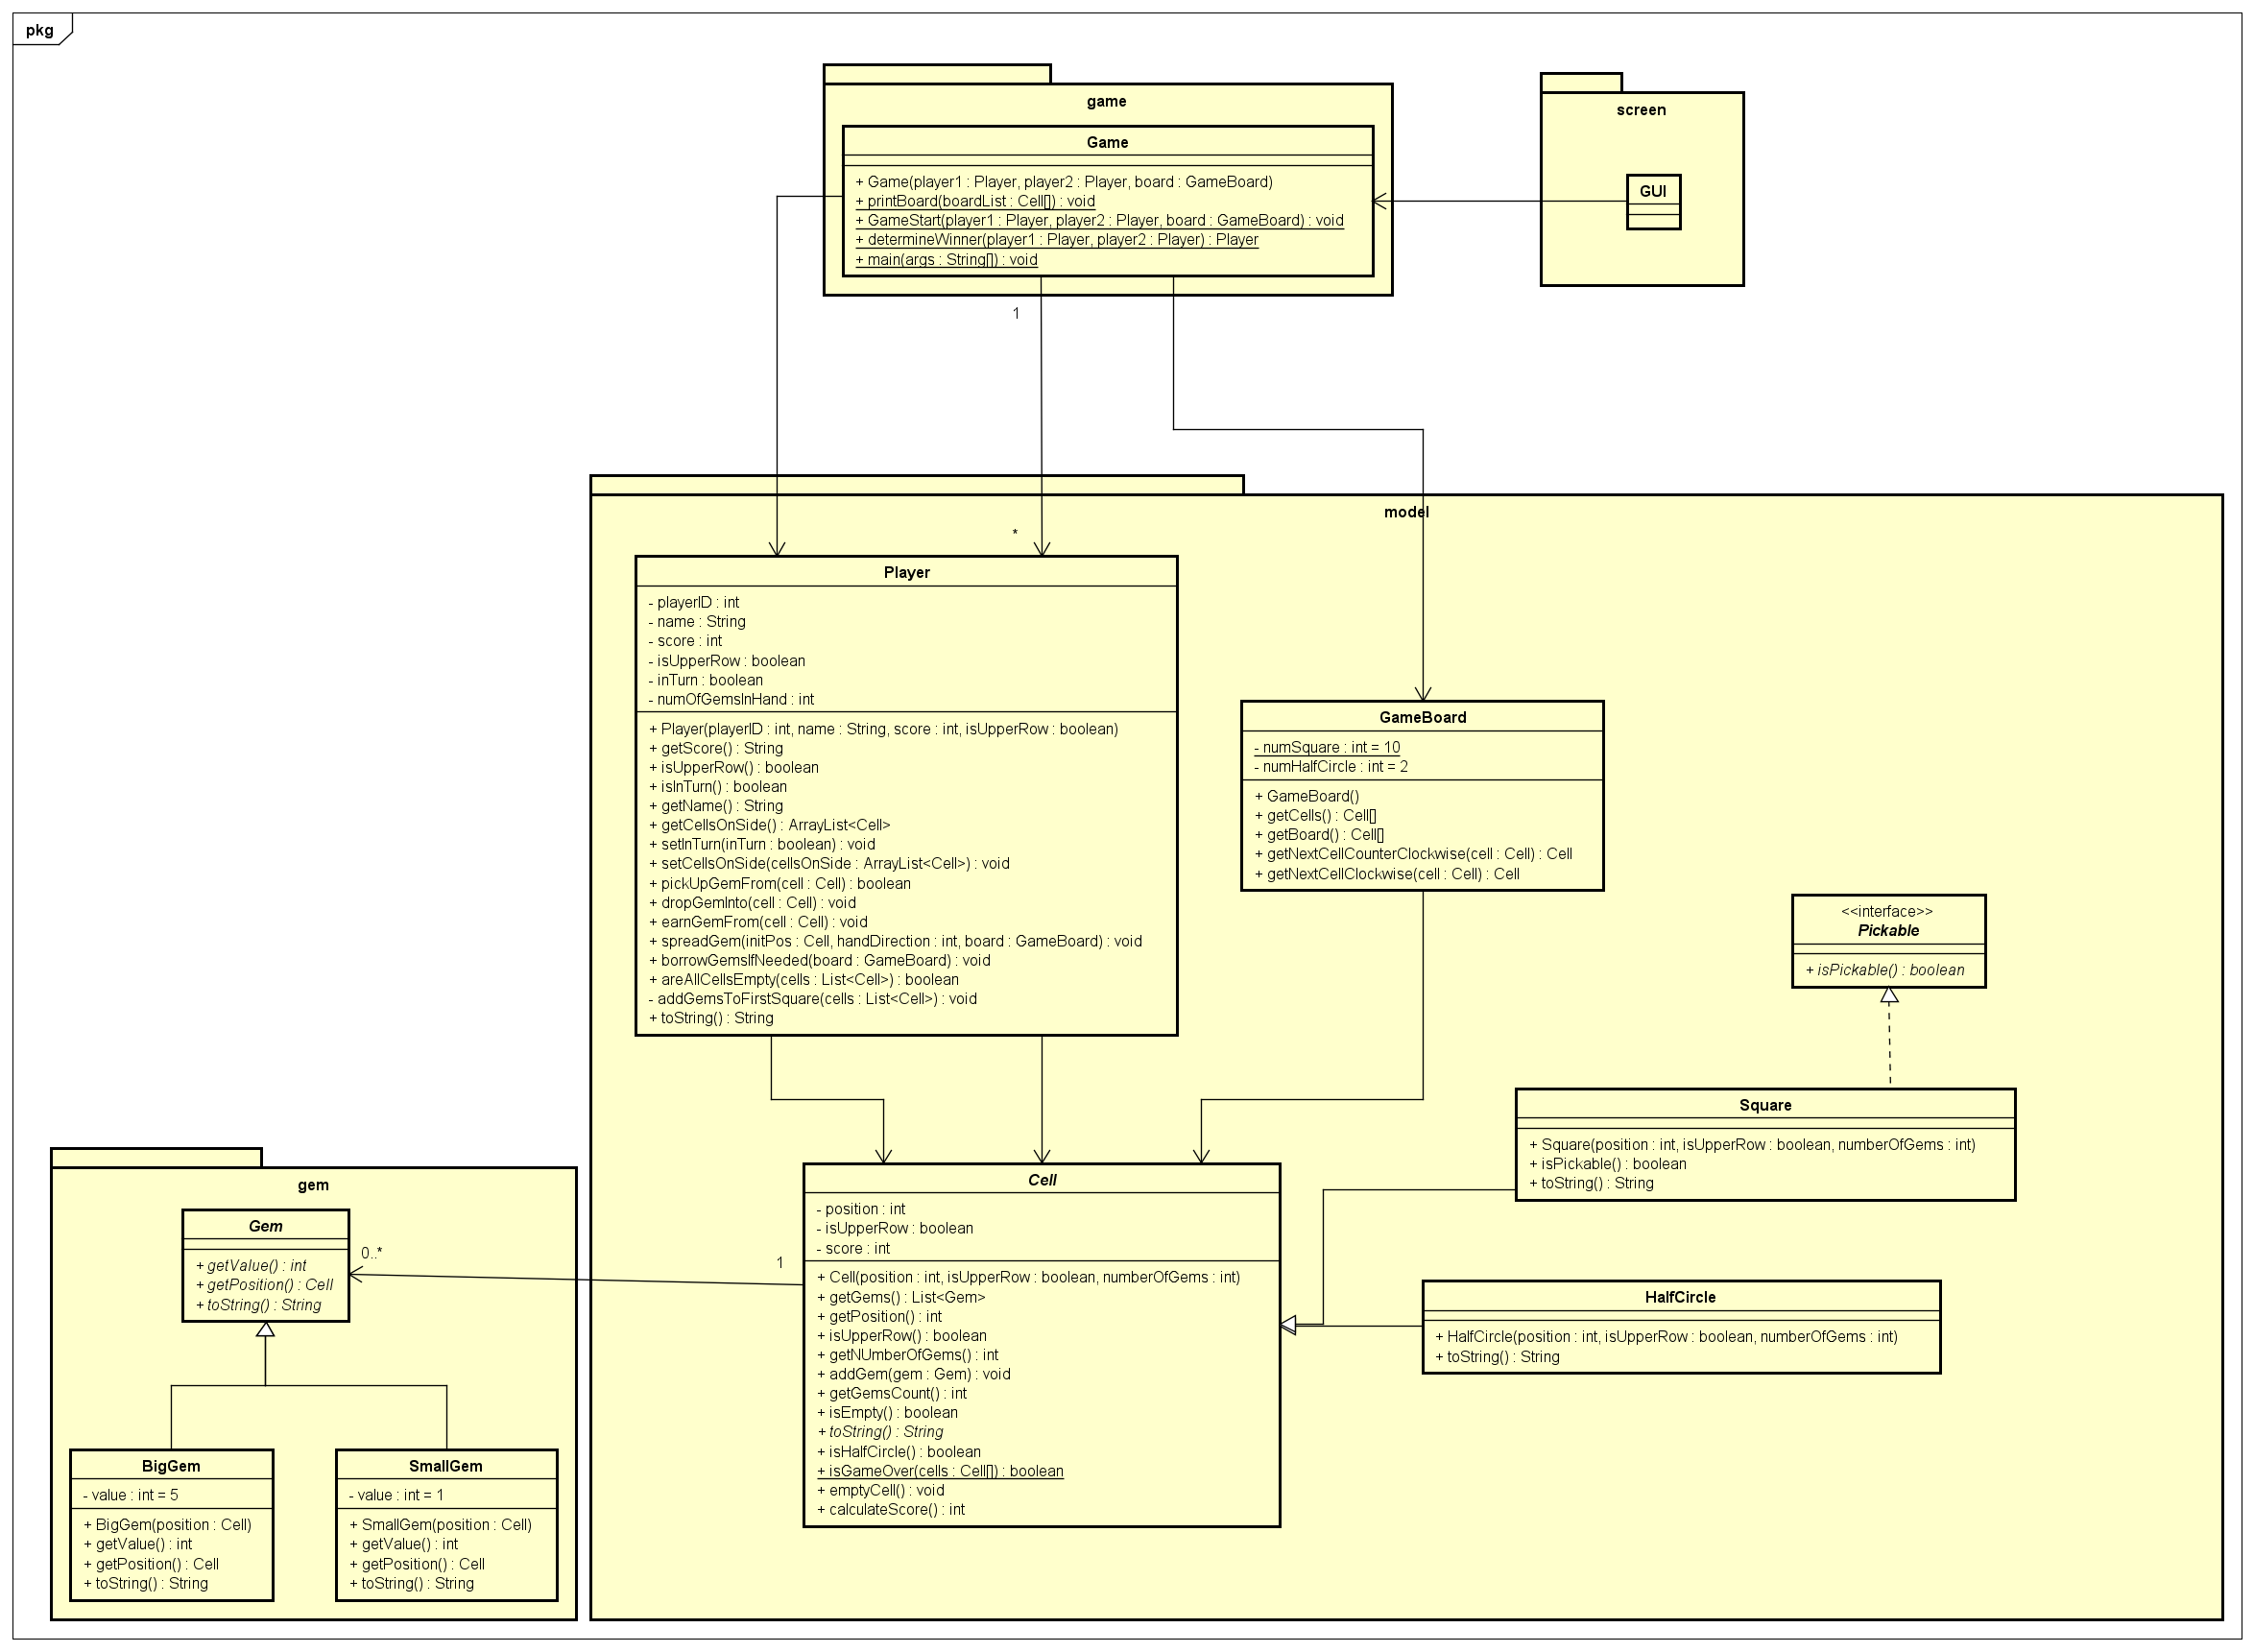 pkg
game
Game
+ Game(player1 : Player, player2 : Player, board : GameBoard)
+ printBoard(boardList : Cell[]) : void
+ GameStart(player1 : Player, player2 : Player, board : GameBoard) : void
+ determineWinner(player1 : Player, player2 : Player) : Player
+ main(args : String[]) : void
screen
GUI
1
*
model
Player
- playerID : int
- name : String
- score : int
- isUpperRow : boolean
- inTurn : boolean
- numOfGemsInHand : int
+ Player(playerID : int, name : String, score : int, isUpperRow : boolean)
+ getScore() : String
+ isUpperRow() : boolean
+ isInTurn() : boolean
+ getName() : String
+ getCellsOnSide() : ArrayList<Cell>
+ setInTurn(inTurn : boolean) : void
+ setCellsOnSide(cellsOnSide : ArrayList<Cell>) : void
+ pickUpGemFrom(cell : Cell) : boolean
+ dropGemInto(cell : Cell) : void
+ earnGemFrom(cell : Cell) : void
+ spreadGem(initPos : Cell, handDirection : int, board : GameBoard) : void
+ borrowGemsIfNeeded(board : GameBoard) : void
+ areAllCellsEmpty(cells : List<Cell>) : boolean
- addGemsToFirstSquare(cells : List<Cell>) : void
+ toString() : String
GameBoard
- numSquare : int = 10
- numHalfCircle : int = 2
+ GameBoard()
+ getCells() : Cell[]
+ getBoard() : Cell[]
+ getNextCellCounterClockwise(cell : Cell) : Cell
+ getNextCellClockwise(cell : Cell) : Cell
<<interface>>
Pickable
+ isPickable() : boolean
Square
+ Square(position : int, isUpperRow : boolean, numberOfGems : int)
+ isPickable() : boolean
+ toString() : String
gem
Gem
+ getValue() : int
+ getPosition() : Cell
+ toString() : String
0..*
1
Cell
- position : int
- isUpperRow : boolean
- score : int
+ Cell(position : int, isUpperRow : boolean, numberOfGems : int)
+ getGems() : List<Gem>
+ getPosition() : int
+ isUpperRow() : boolean
+ getNUmberOfGems() : int
+ addGem(gem : Gem) : void
+ getGemsCount() : int
+ isEmpty() : boolean
+ toString() : String
+ isHalfCircle() : boolean
+ isGameOver(cells : Cell[]) : boolean
+ emptyCell() : void
+ calculateScore() : int
HalfCircle
+ HalfCircle(position : int, isUpperRow : boolean, numberOfGems : int)
+ toString() : String
BigGem
- value : int = 5
+ BigGem(position : Cell)
+ getValue() : int
+ getPosition() : Cell
+ toString() : String
SmallGem
- value : int = 1
+ SmallGem(position : Cell)
+ getValue() : int
+ getPosition() : Cell
+ toString() : String